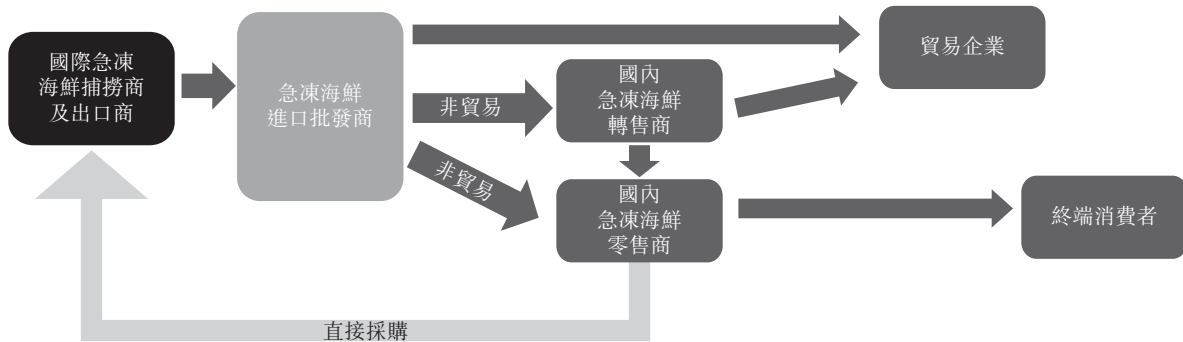 國際急凍
海鮮捕撈商
及出口商
急凍海鮮
進口批發商
非貿易
非貿易
國內
急凍海鮮
轉售商
國內
急凍海鮮
零售商
貿易企業
終端消費者
直接採購